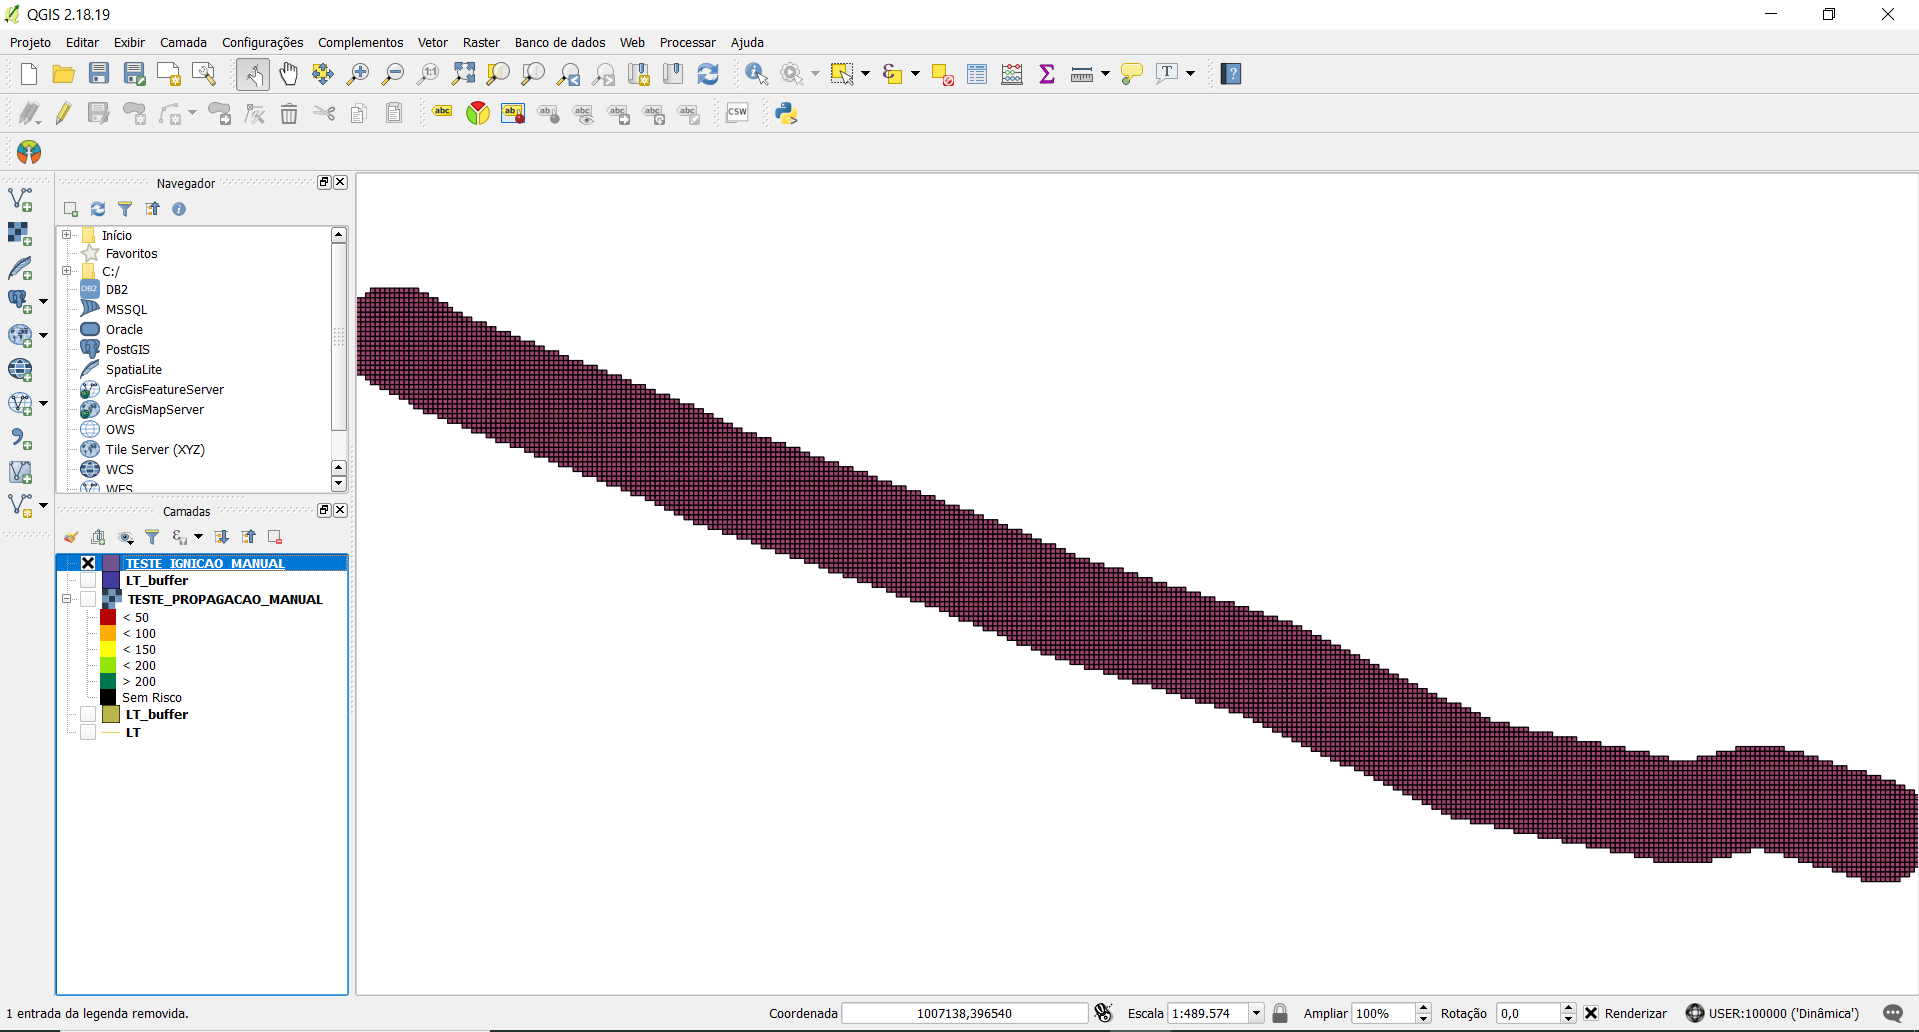 QGIS 2.18.19
Projeto Editar Exibir Camada Configurações Complementos Vetor Raster Banco de dados Web Processar Ajuda
abc
CSW
Navegador
Início
Favoritos
C:/
DB2
MSSQL
Oracle
PostGIS
SpatiaLite
ArcGisFeatureServer
ArcGisMapServer
OWS
Tile Server (XYZ)
WCS
WFS
Camadas
TESTE_IGNICAO_MANUAL
LT_buffer
TESTE_PROPAGACAO_MANUAL
< 50
< 100
< 150
< 200
> 200
Sem Risco
LT_buffer
LT
1 entrada da legenda removida. Coordenada 1007138,396540 Escala 1:489.574 Ampliar 100% Rotação 0,0 Renderizar USER:100000 ('Dinâmica')